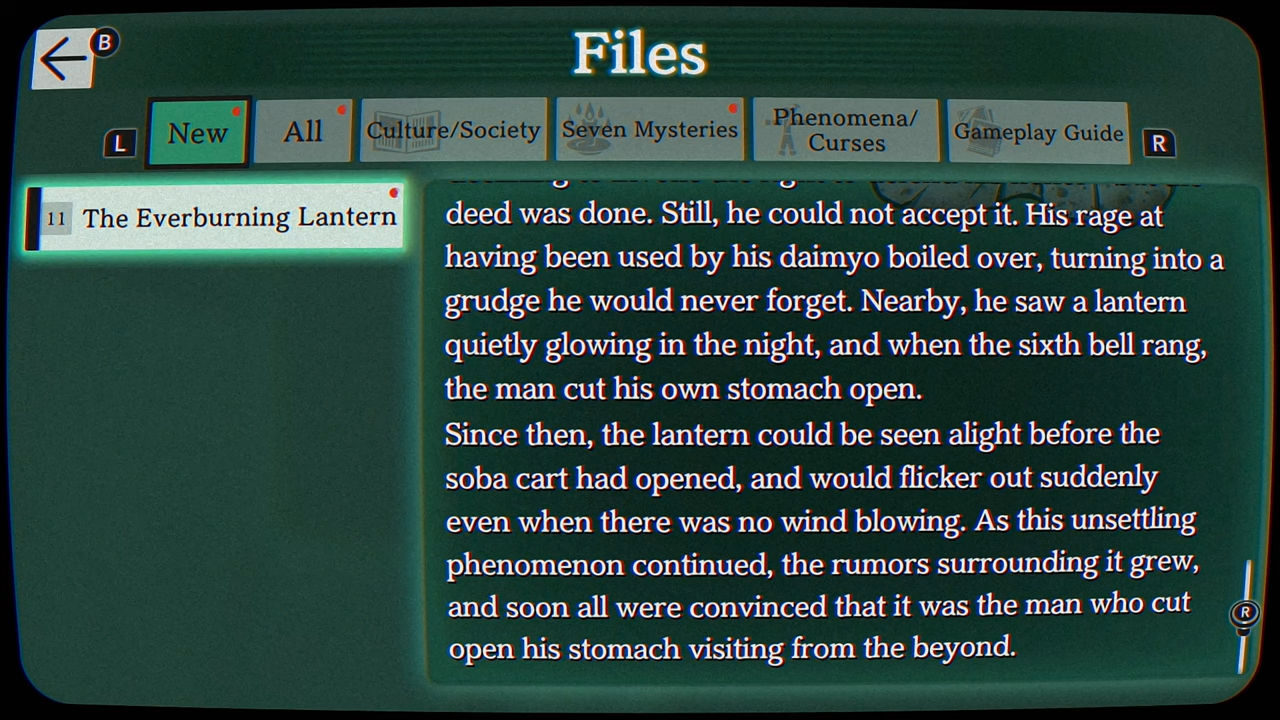 B
Files
L
New
All
Culture/Society
Seven Mysteries
Phenomena/
Curses
Gameplay Guide
R
11 The Everburning Lantern
deed was done. Still, he could not accept it. His rage at
having been used by his daimyo boiled over, turning into a
grudge he would never forget. Nearby, he saw a lantern
quietly glowing in the night, and when the sixth bell rang,
the man cut his own stomach open.
Since then, the lantern could be seen alight before the
soba cart had opened, and would flicker out suddenly
even when there was no wind blowing. As this unsettling
phenomenon continued, the rumors surrounding it grew,
and soon all were convinced that it was the man who cut
open his stomach visiting from the beyond.
R